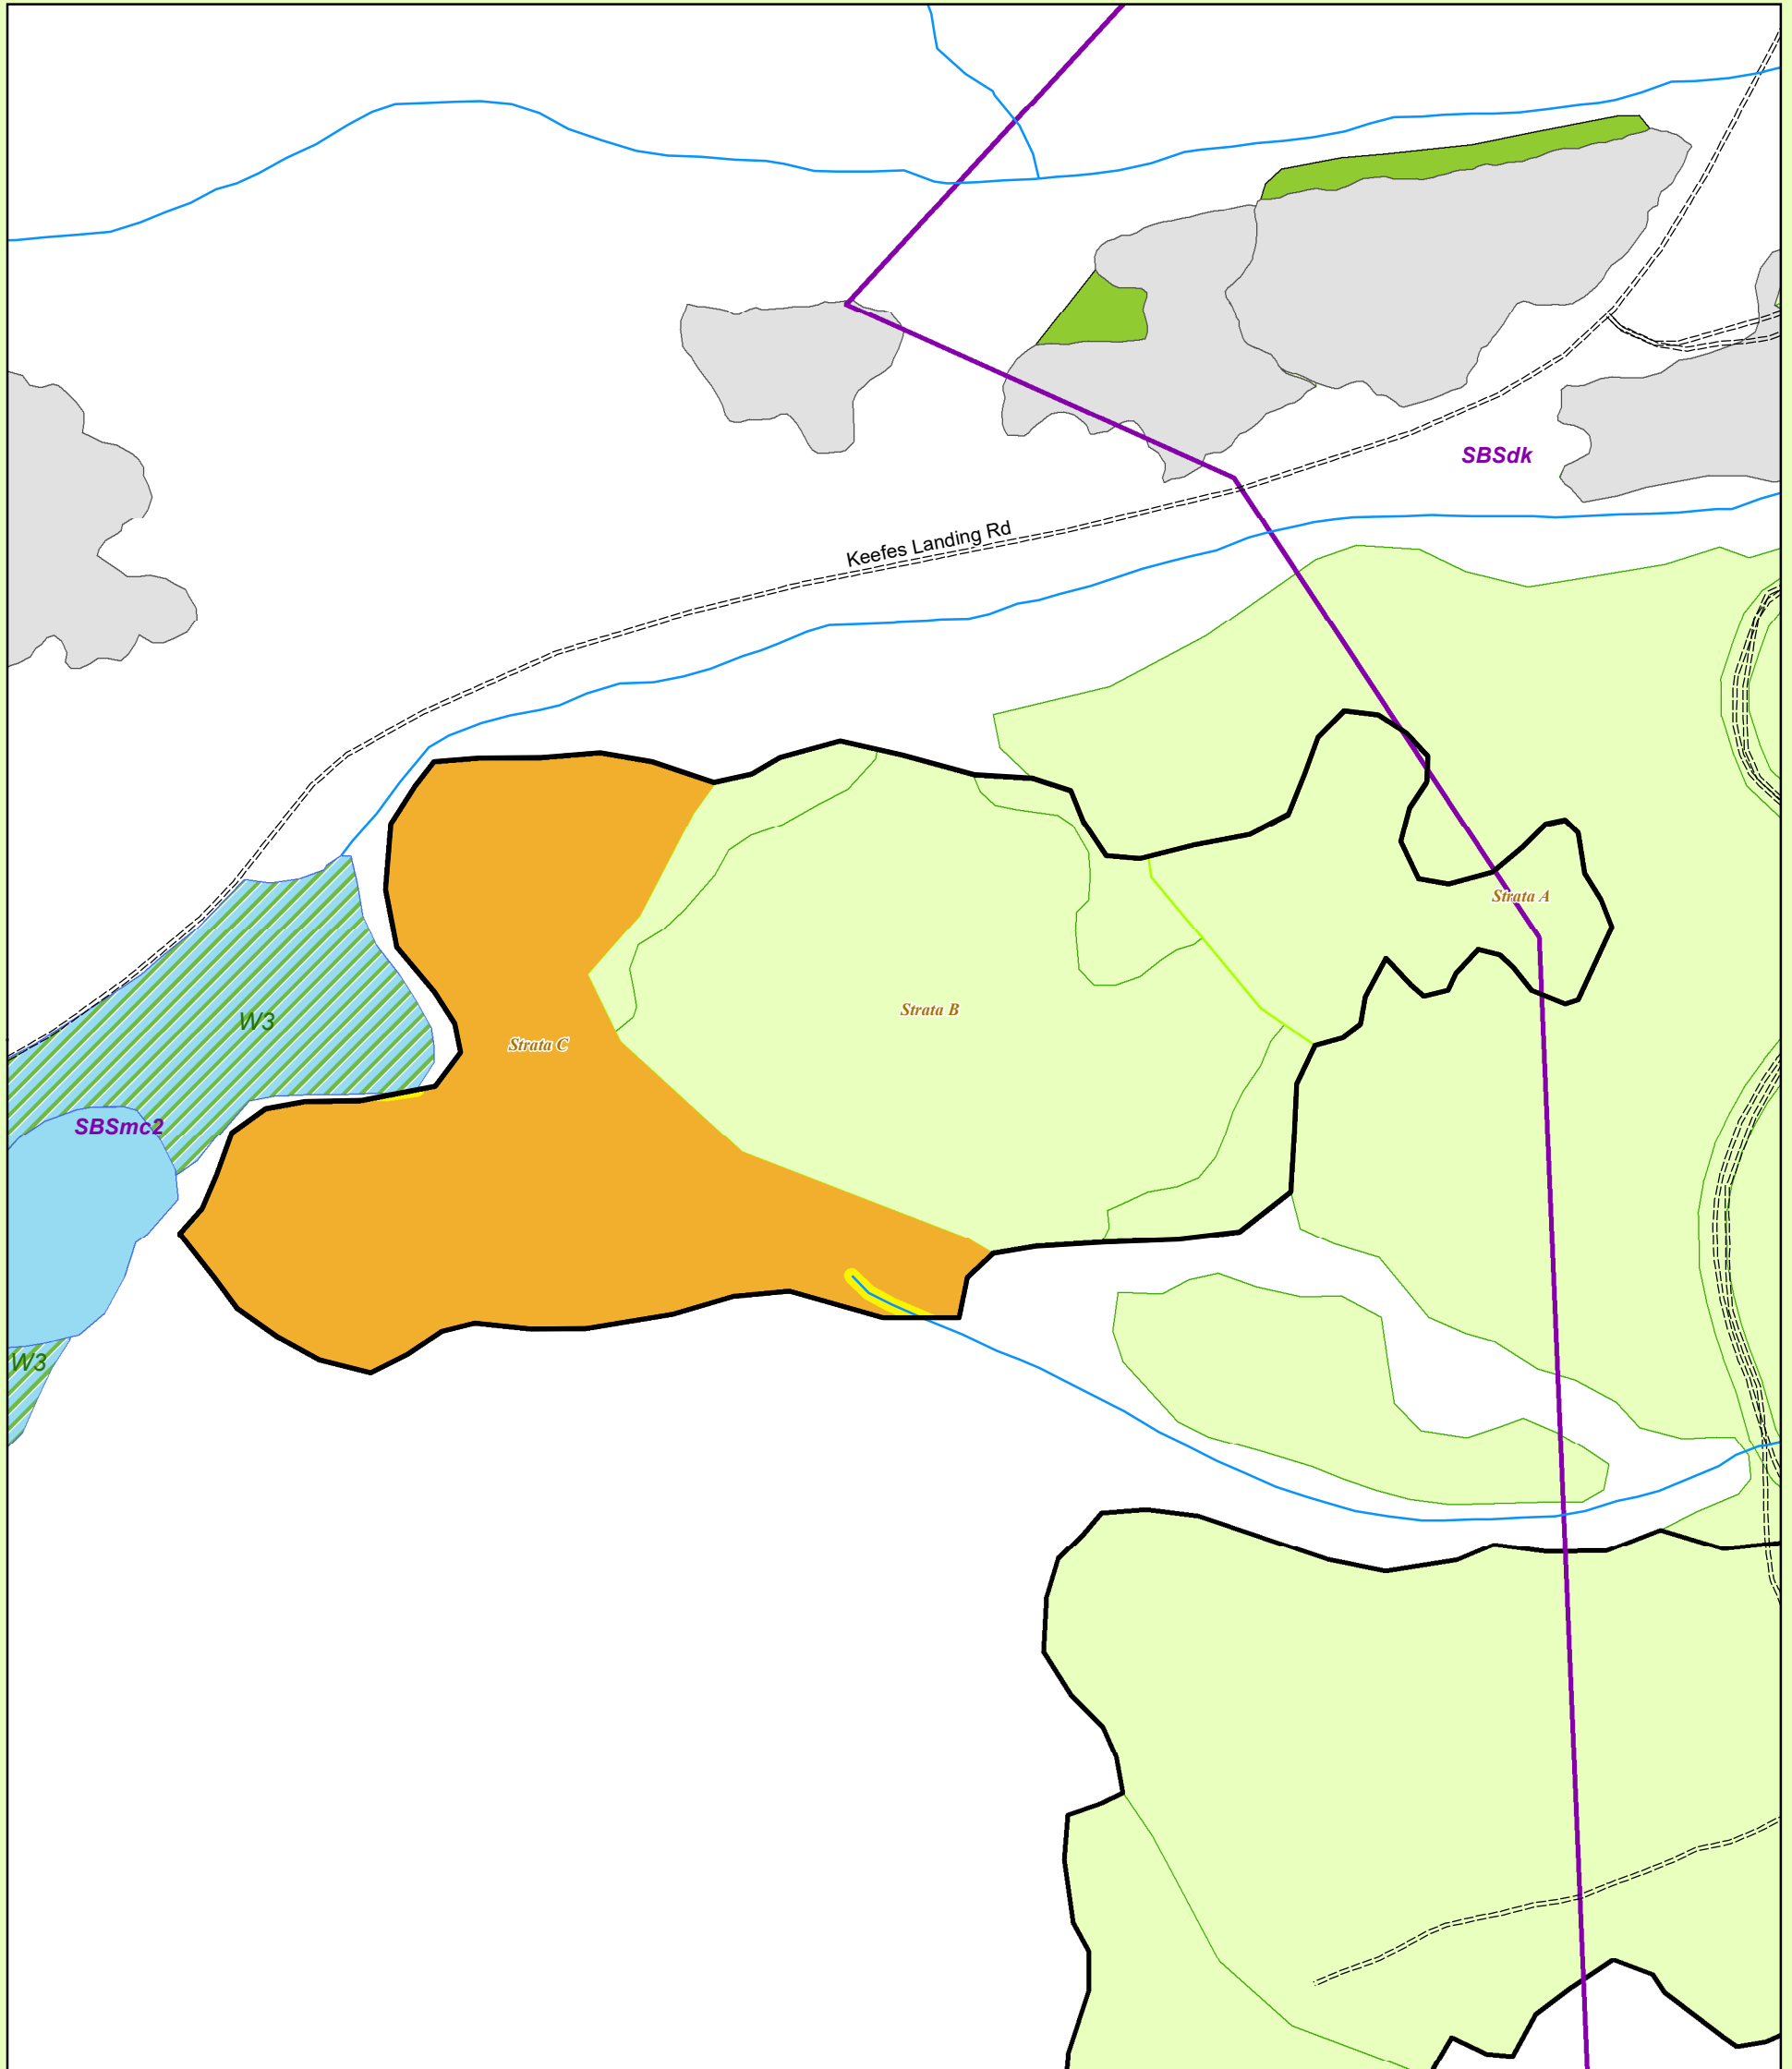 SBSdk
Keefes Landing Rd
Strata A
Strata B
W3
Strata C
SBSmc2
W3